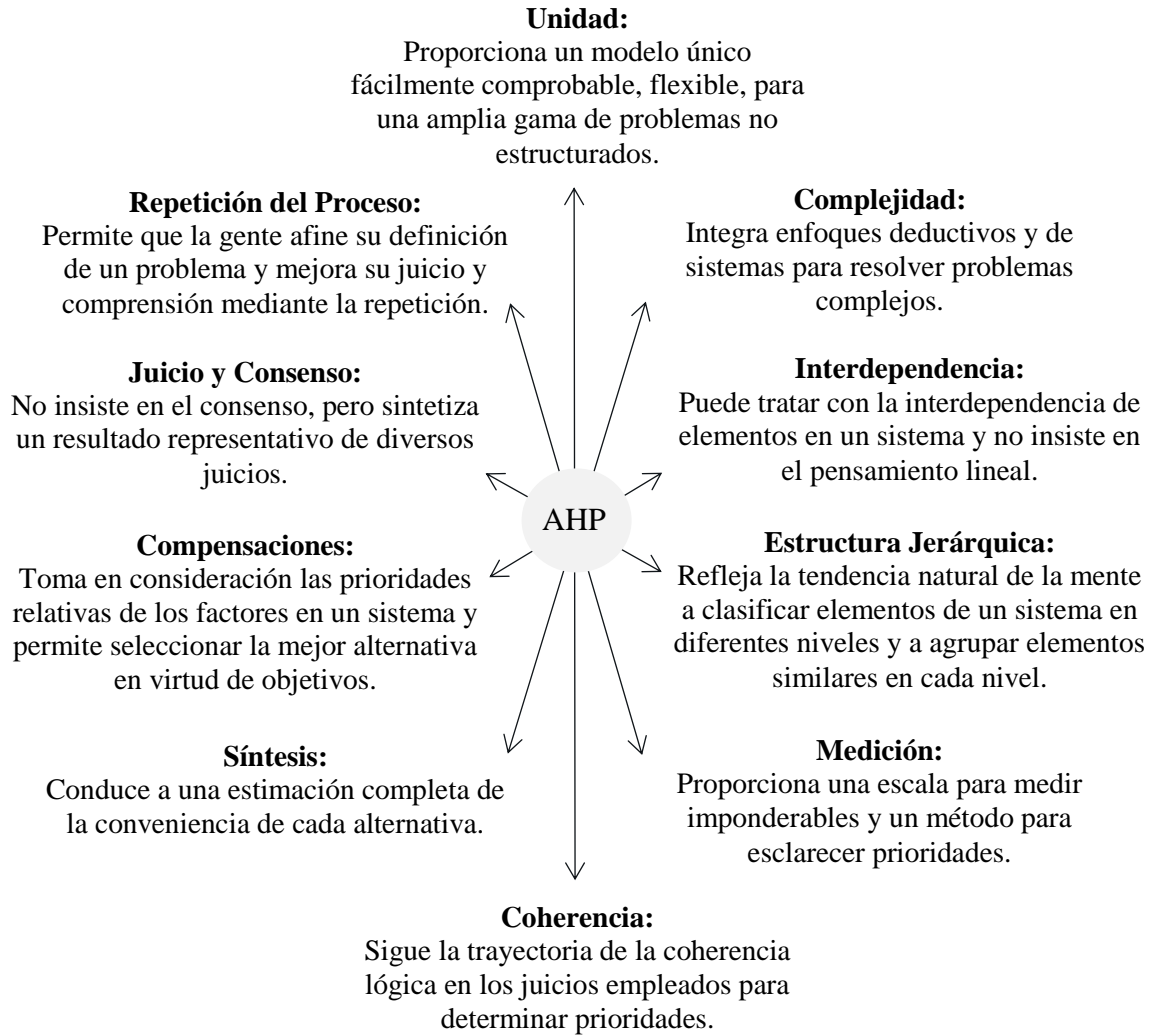 Unidad:
Proporciona un modelo único
fácilmente comprobable, flexible, para
una amplia gama de problemas no
estructurados.
Repetición del Proceso:
Permite que la gente afine su definición
de un problema y mejora su juicio y
comprensión mediante la repetición.
Complejidad:
Integra enfoques deductivos y de
sistemas para resolver problemas
complejos.
Juicio y Consenso:
No insiste en el consenso, pero sintetiza
un resultado representativo de diversos
juicios.
Interdependencia:
Puede tratar con la interdependencia de
elementos en un sistema y no insiste en
el pensamiento lineal.
AHP
Compensaciones:
Toma en consideración las prioridades
relativas de los factores en un sistema y
permite seleccionar la mejor alternativa
en virtud de objetivos.
Estructura Jerárquica:
Refleja la tendencia natural de la mente
a clasificar elementos de un sistema en
diferentes niveles y a agrupar elementos
similares en cada nivel.
Síntesis:
Conduce a una estimación completa de
la conveniencia de cada alternativa.
Medición:
Proporciona una escala para medir
imponderables y un método para
esclarecer prioridades.
Coherencia:
Sigue la trayectoria de la coherencia
lógica en los juicios empleados para
determinar prioridades.